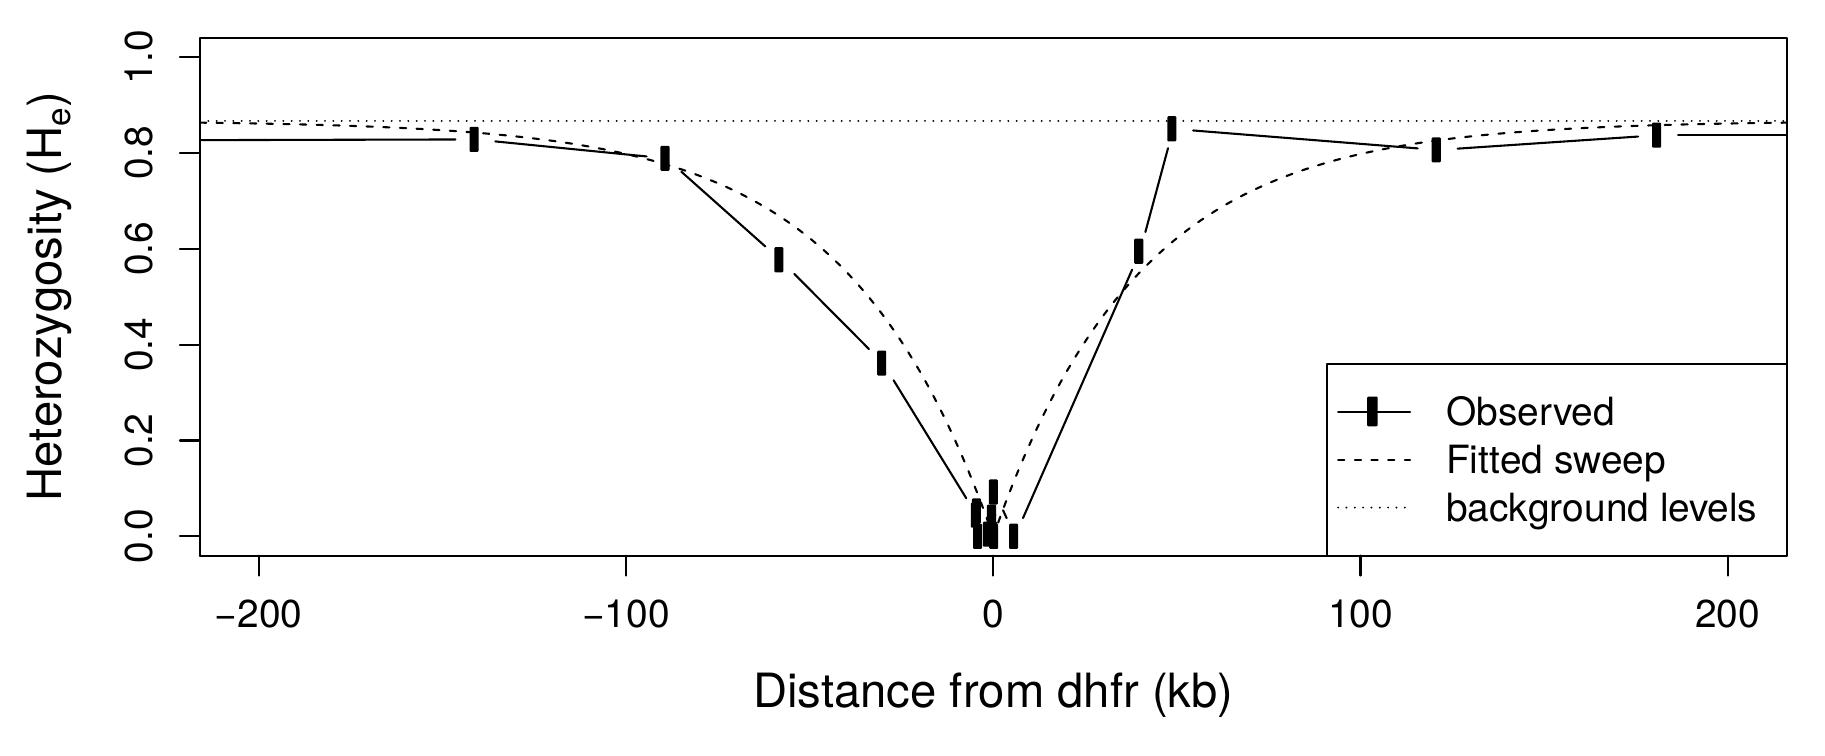 Heterozygosity (He)
1.0
0.8
0.6
0.4
0.2
0.0
Observed
Fitted sweep
background levels
−200 −100 0 100 200
Distance from dhfr (kb)